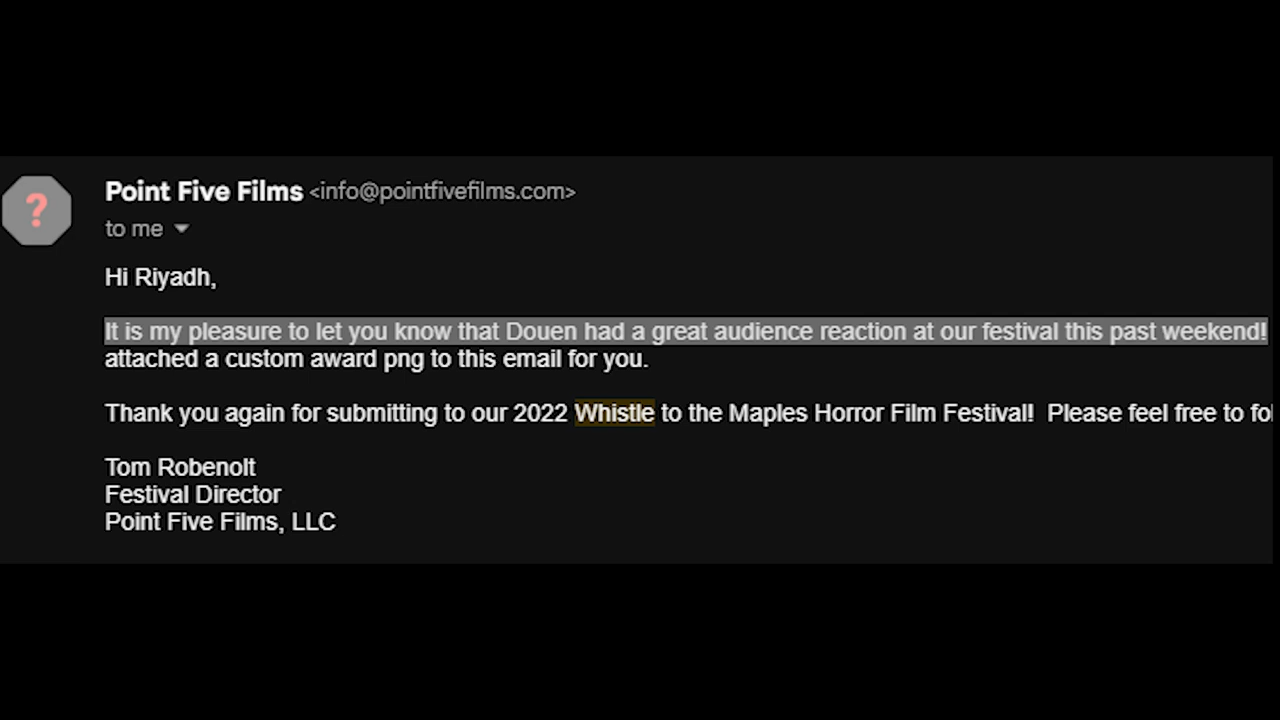 ?
Point Five Films <info@pointfivefilms.com>
to me
Hi Riyadh,
It is my pleasure to let you know that Douen had a great audience reaction at our festival this past weekend!
attached a custom award png to this email for you.
Thank you again for submitting to our 2022 Whistle to the Maples Horror Film Festival! Please feel free to
Tom Robenolt
Festival Director
Point Five Films, LLC